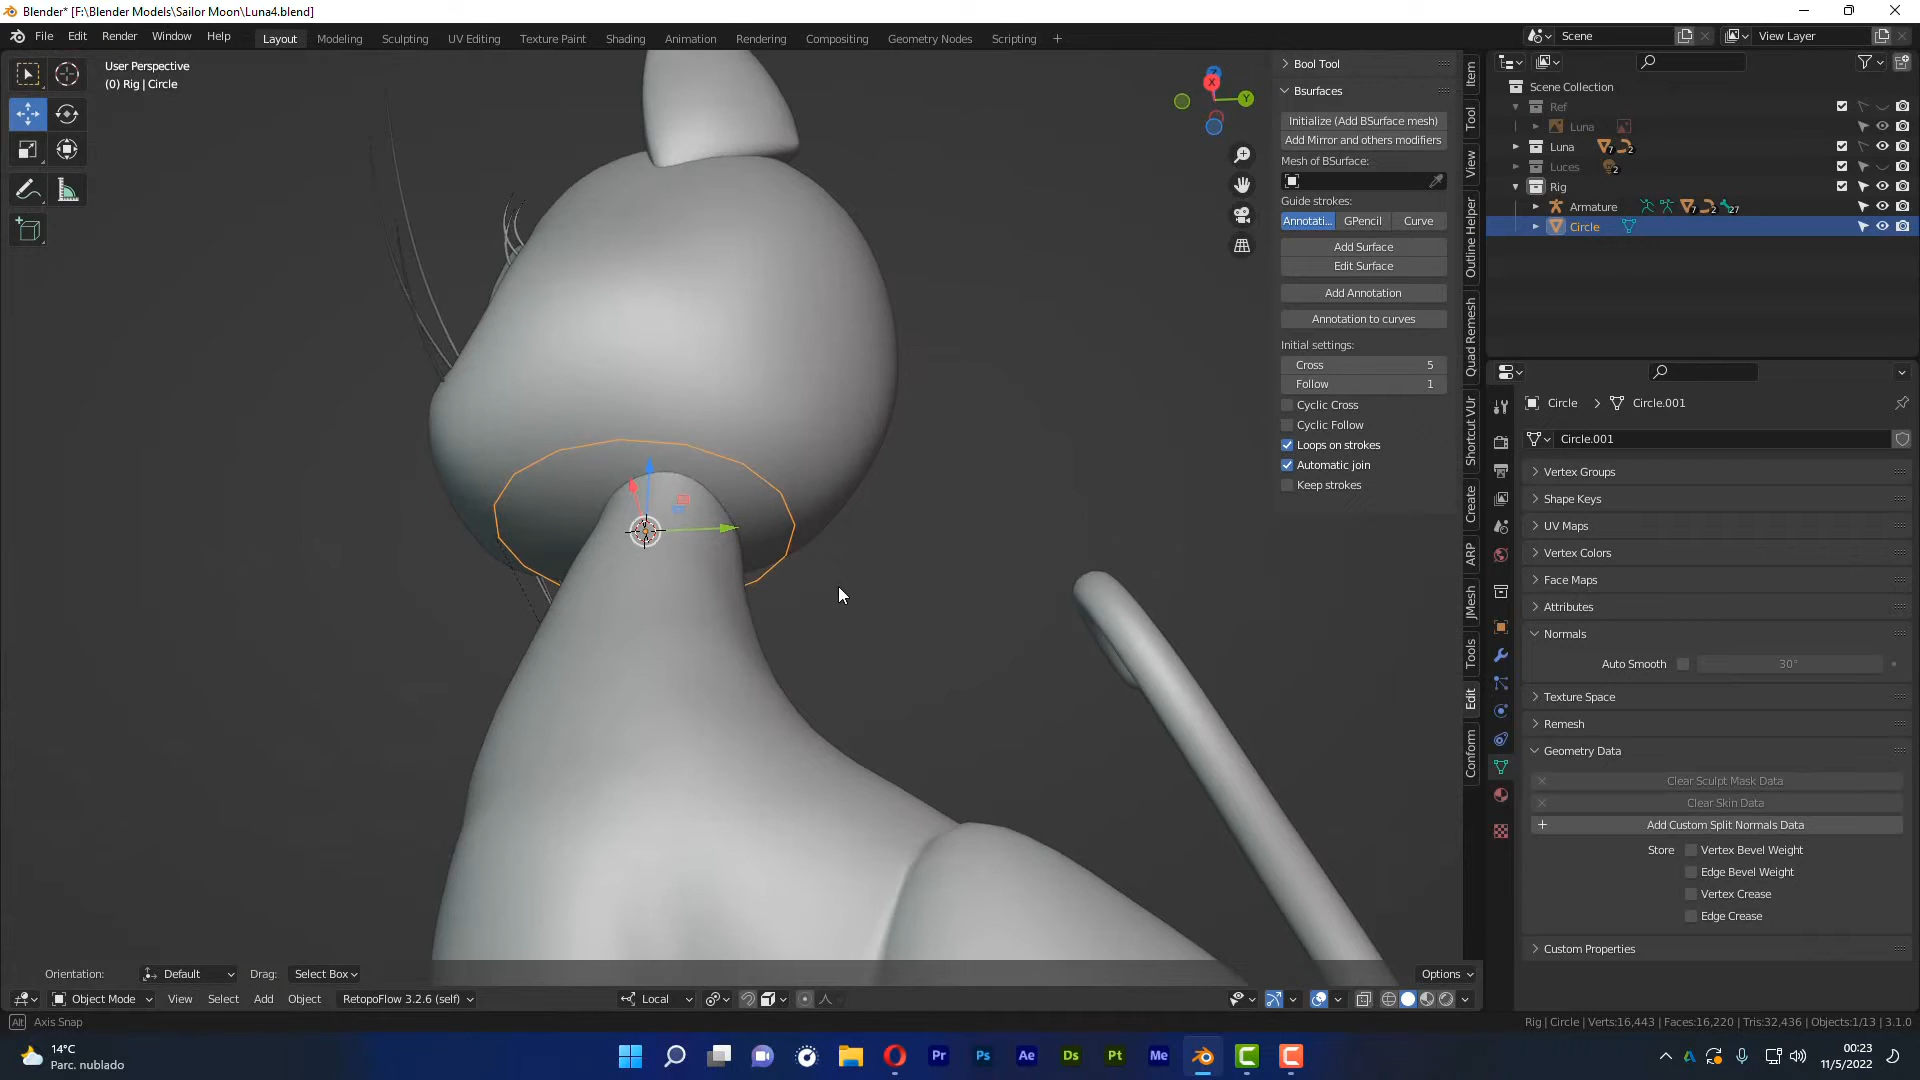 Blender* [F:\Blender Models\Sailor Moon\Luna4.blend]
File Edit Render Window Help Layout Modeling Sculpting UV Editing Texture Paint Shading Animation Rendering Compositing Geometry Nodes Scripting + Scene View Layer
User Perspective
(0) Rig | Circle
Bool Tool
Bsurfaces
Initialize (Add BSurface mesh)
Add Mirror and others modifiers
Mesh of BSurface:
Guide strokes:
Annotati... GPencil Curve
Add Surface
Edit Surface
Add Annotation
Annotation to curves
Initial settings:
Cross 5
Follow 1
Cyclic Cross
Cyclic Follow
Loops on strokes
Automatic join
Keep strokes
Item
Tool
View
Outline Helper
Quad Remesh
Shortcut VUr
Create
ARP
JMesh
Tools
Edit
Conform
X
Y
Z
Scene Collection
Ref
Luna
Luna 7 2
Luces 2
Rig
Armature 7 2 27
Circle
Circle > Circle.001
Circle.001
Vertex Groups
Shape Keys
UV Maps
Vertex Colors
Face Maps
Attributes
Normals
Auto Smooth 30°
Texture Space
Remesh
Geometry Data
Clear Sculpt Mask Data
Clear Skin Data
Add Custom Split Normals Data
Store Vertex Bevel Weight
Edge Bevel Weight
Vertex Crease
Edge Crease
Custom Properties
Orientation: Default Drag: Select Box Options
Object Mode View Select Add Object RetopoFlow 3.2.6 (self) Local
Alt Axis Snap
Rig | Circle | Verts:16,443 | Faces:16,220 | Tris:32,436 | Objects:1/13 | 3.1.0
14°C
Parc. nublado
Pr Ps Ae Ds Pt Me
00:23
11/5/2022